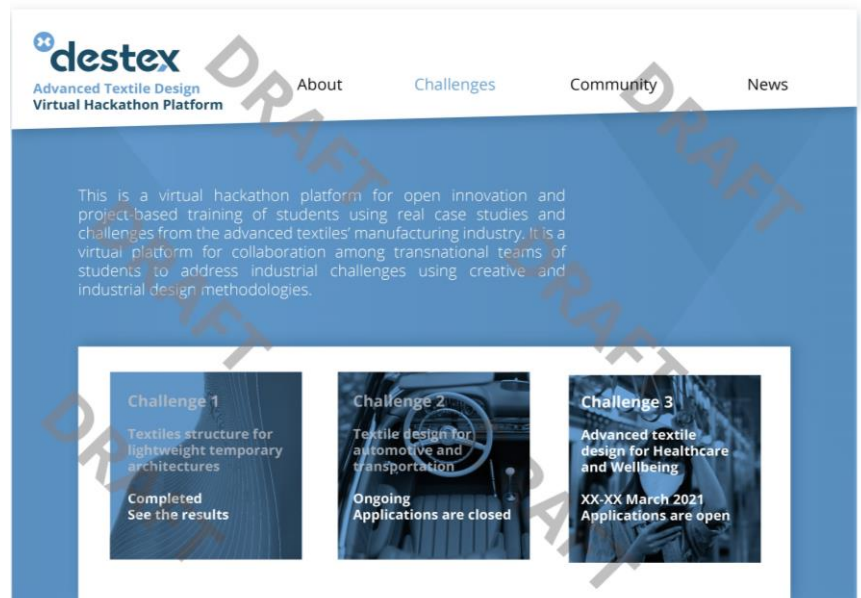 destex
Advanced Textile Design
Virtual Hackathon Platform
About
Challenges
Community
News
This is a virtual hackathon platform for open innovation and
project-based training of students using real case studies and
challenges from the advanced textiles' manufacturing industry. It is a
virtual platform for collaboration among transnational teams of
students to address industrial challenges using creative and
industrial design methodologies.
Challenge 1
Textiles structure for
lightweight temporary
architectures
Completed
See the results
Challenge 2
Textile design for
automotive and
transportation
Ongoing
Applications are closed
Challenge 3
Advanced textile
design for Healthcare
and Wellbeing
XX-XX March 2021
Applications are open
DRAFT
DRAFT
DRAFT
DRAFT
DRAFT
DRAFT